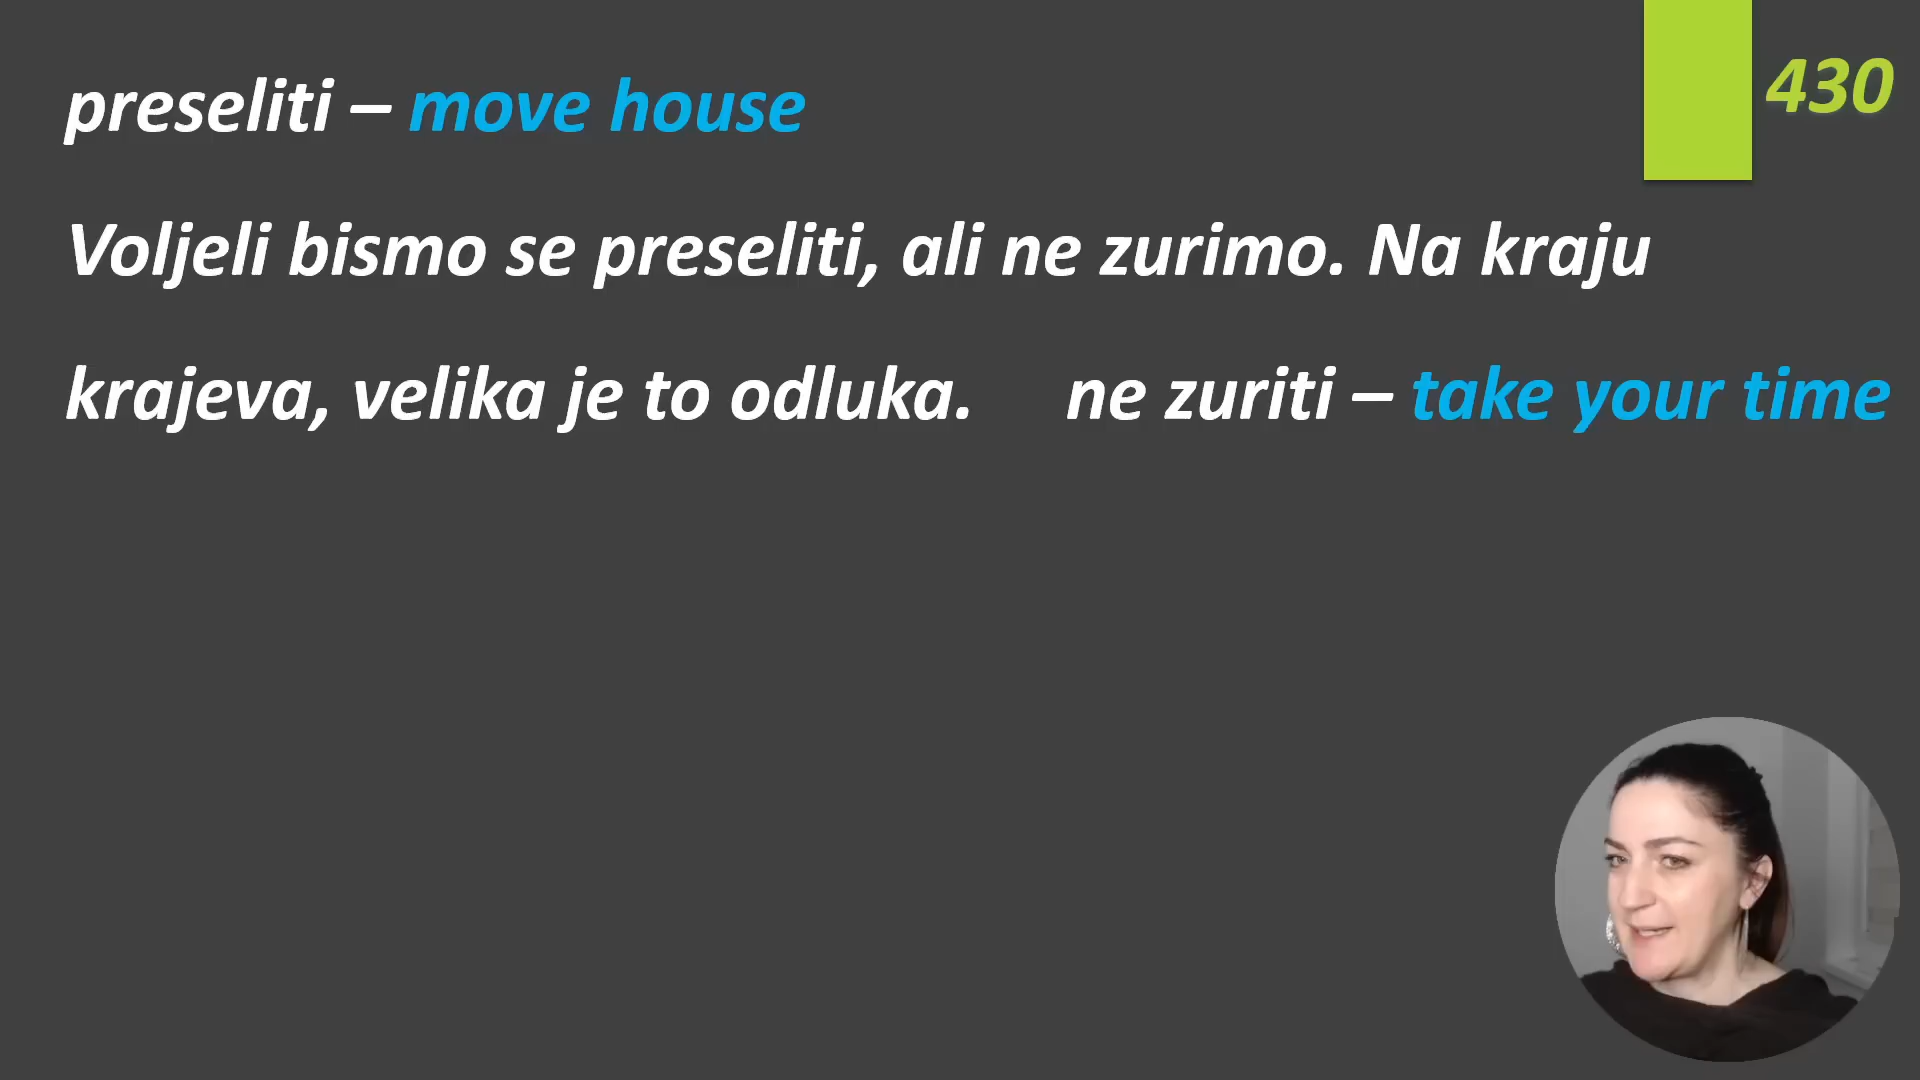 preseliti – move house
430
Voljeli bismo se preseliti, ali ne zurimo. Na kraju
krajeva, velika je to odluka. ne zuriti – take your time